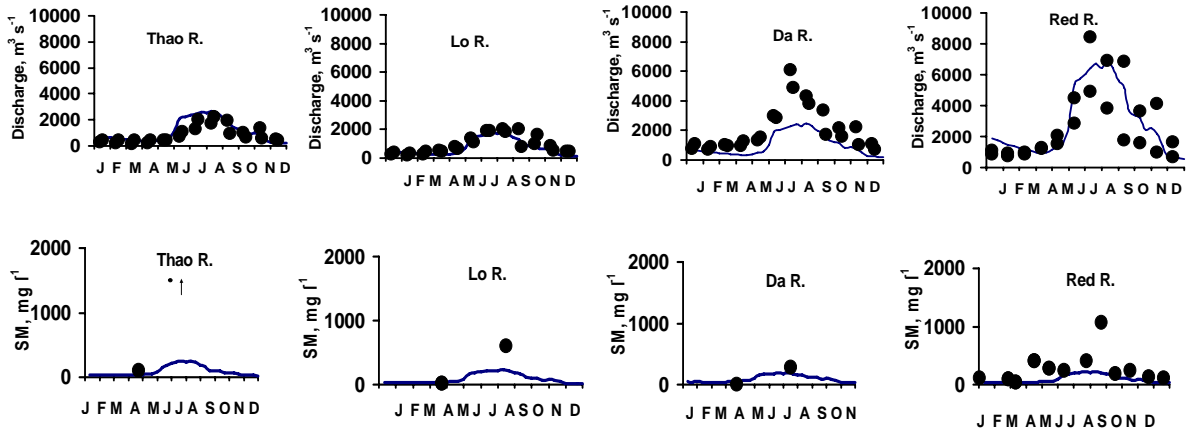 Thao R.
Discharge, m³ s⁻¹
10000
8000
6000
4000
2000
0
J F M A M J J A S O N D
Lo R.
Discharge, m³ s⁻¹
10000
8000
6000
4000
2000
0
J F M A M J J A S O N D
Da R.
Discharge, m³ s⁻¹
10000
8000
6000
4000
2000
0
J F M A M J J A S O N D
Red R.
Discharge, m³ s⁻¹
10000
8000
6000
4000
2000
0
J F M A M J J A S O N D
Thao R.
SM, mg l⁻¹
2000
1000
0
J F M A M J J A S O N D
Lo R.
SM, mg l⁻¹
2000
1000
0
J F M A M J J A S O N D
Da R.
SM, mg l⁻¹
2000
1000
0
J F M A M J J A S O N
Red R.
SM, mg l⁻¹
2000
1000
0
J F M A M J J A S O N D